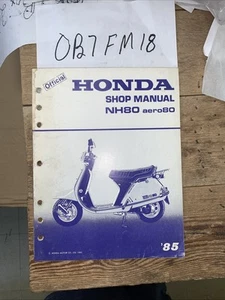 OB7FM18
Official
HONDA
SHOP MANUAL
NH80 aero80
'85